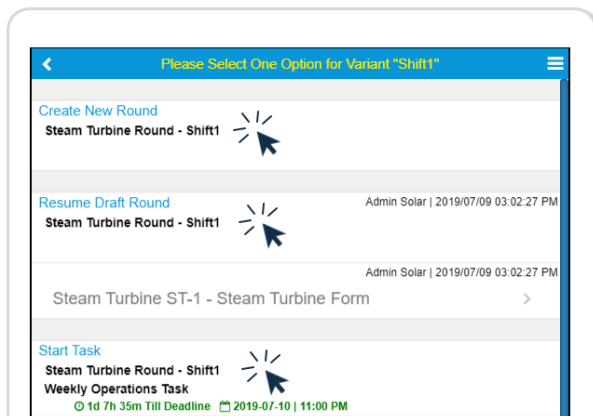 Please Select One Option for Variant "Shift1"
Create New Round
Steam Turbine Round - Shift1
Resume Draft Round
Admin Solar | 2019/07/09 03:02:27 PM
Steam Turbine Round - Shift1
Admin Solar | 2019/07/09 03:02:27 PM
Steam Turbine ST-1 - Steam Turbine Form
Start Task
Steam Turbine Round - Shift1
Weekly Operations Task
1d 7h 35m Till Deadline 2019-07-10 | 11:00 PM